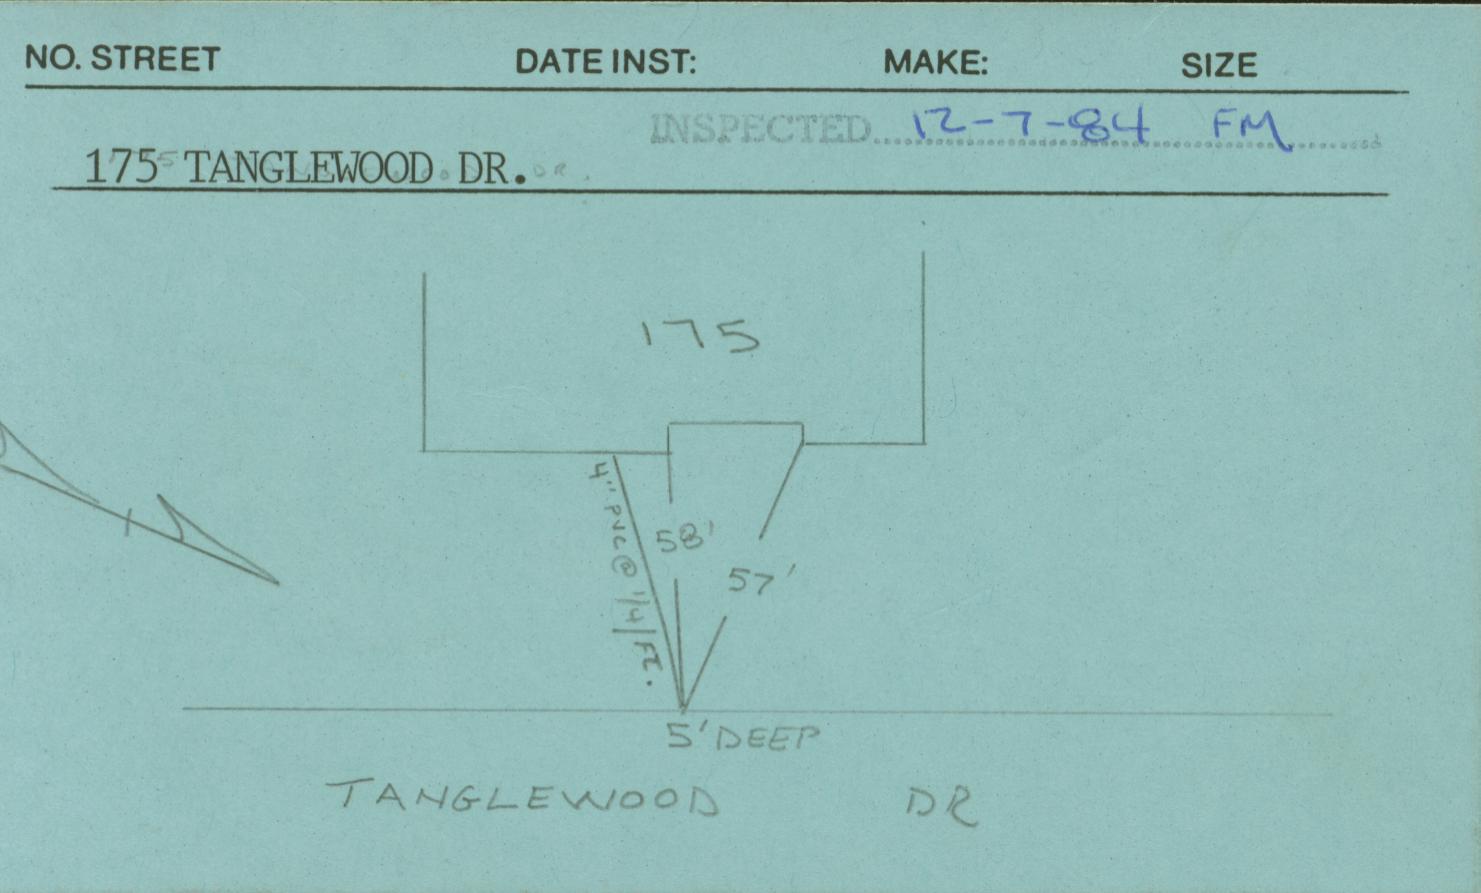 NO. STREET DATE INST: MAKE: SIZE
INSPECTED 12-7-84 FM
175 TANGLEWOOD DR.
175
4" PVC @ 1/4/FT.
58'
57'
5' DEEP
TANGLEWOOD DR